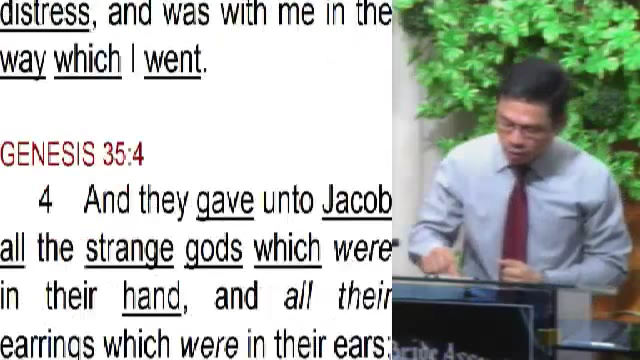 distress, and was with me in the
way which I went.
GENESIS 35:4
4 And they gave unto Jacob
all the strange gods which were
in their hand, and all their
earrings which were in their ears;